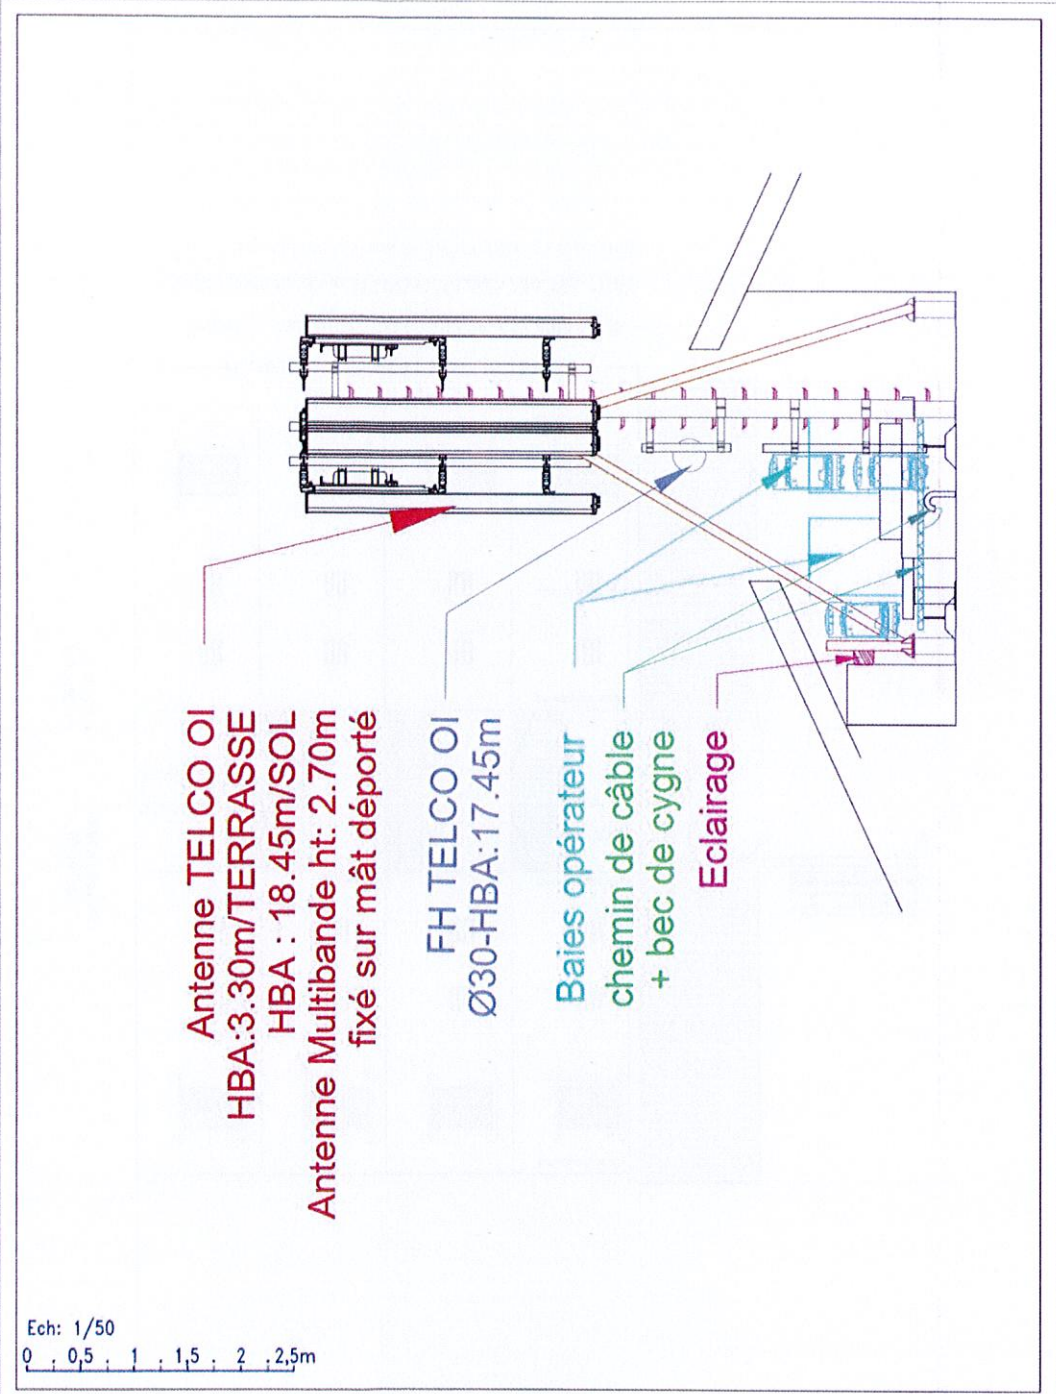 Antenne TELCO OI
HBA:3.30m/TERRASSE
HBA : 18.45m/SOL
Antenne Multibande ht: 2.70m
fixé sur mât déporté
FH TELCO OI
Ø30-HBA:17.45m
Baies opérateur
chemin de câble
+ bec de cygne
Eclairage
Ech: 1/50
0 0,5 1 1,5 2 2,5m